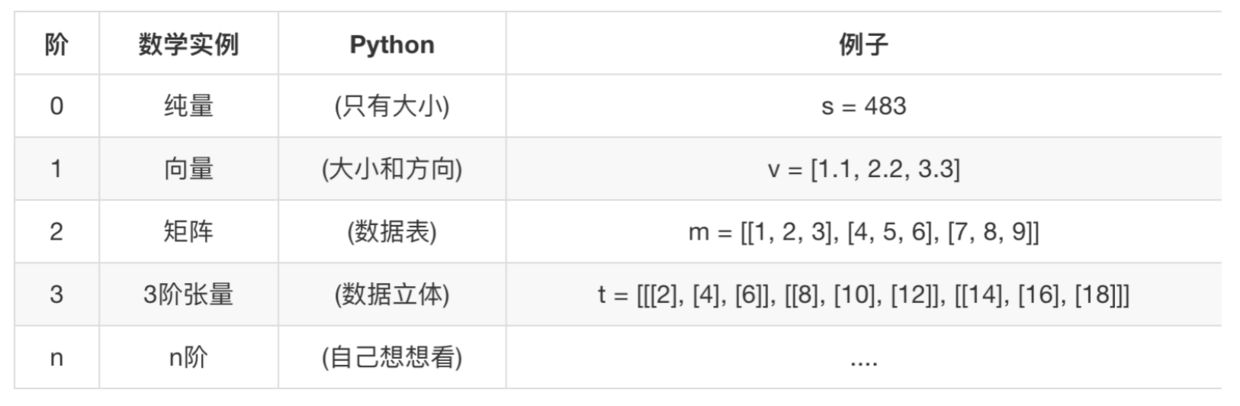 阶 数学实例 Python 例子
0 纯量 (只有大小) s = 483
1 向量 (大小和方向) v = [1.1, 2.2, 3.3]
2 矩阵 (数据表) m = [[1, 2, 3], [4, 5, 6], [7, 8, 9]]
3 3阶张量 (数据立体) t = [[[2], [4], [6]], [[8], [10], [12]], [[14], [16], [18]]]
n n阶 (自己想想看) ....